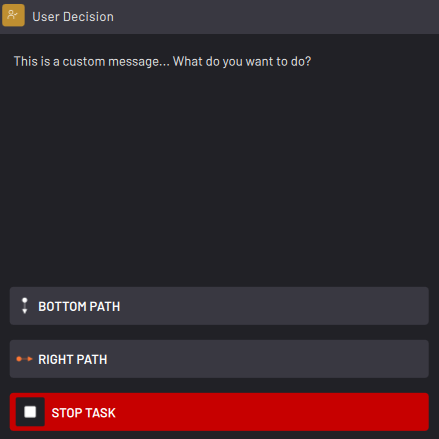 User Decision
This is a custom message... What do you want to do?
BOTTOM PATH
RIGHT PATH
STOP TASK